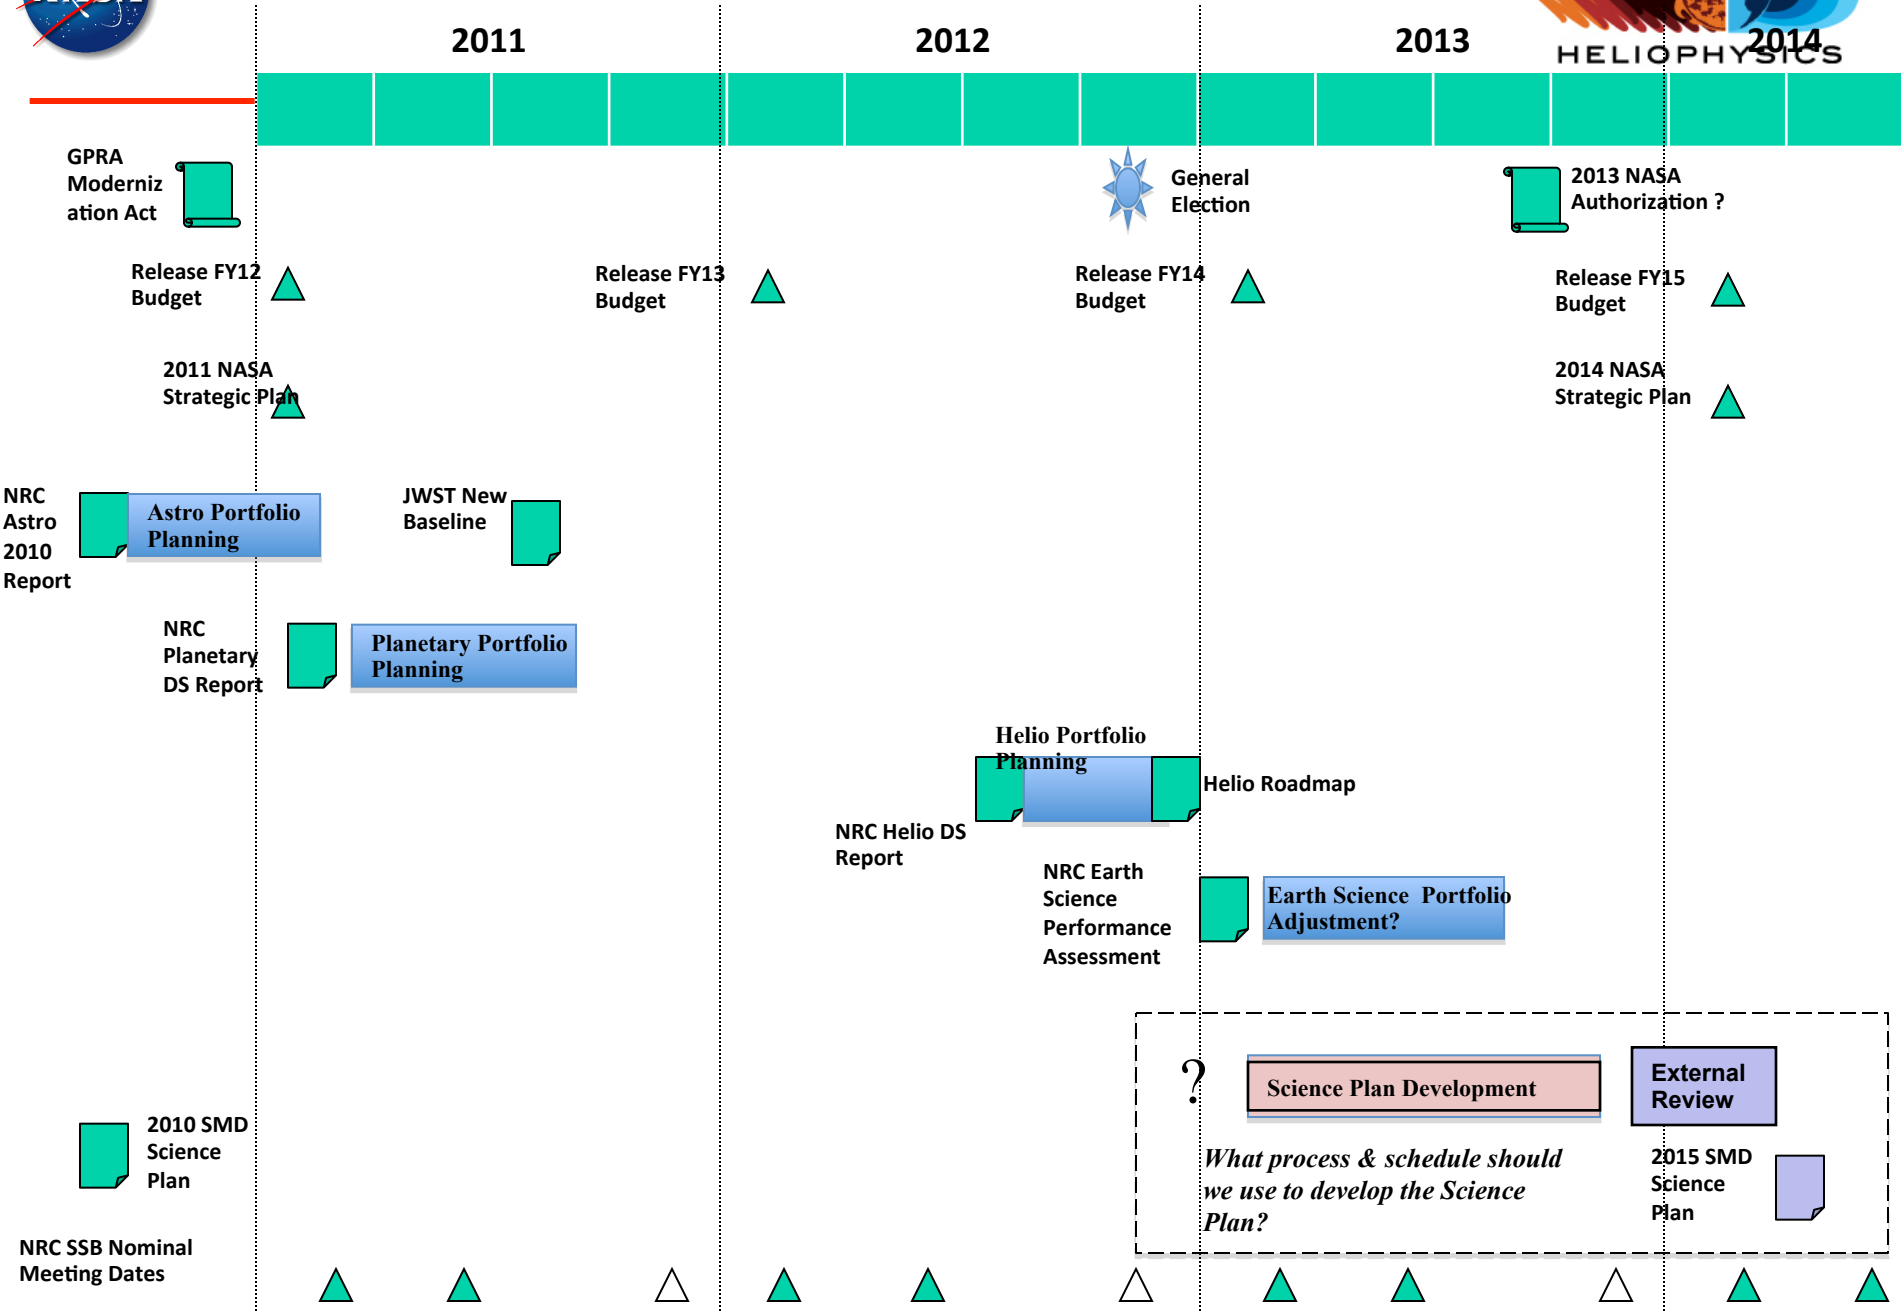 2011
2012
2013
2014
HELIOPHYSICS
GPRA
Moderniz
ation Act
General
Election
2013 NASA
Authorization ?
Release FY12
Budget
Release FY13
Budget
Release FY14
Budget
Release FY15
Budget
2011 NASA
Strategic Plan
2014 NASA
Strategic Plan
NRC
Astro
2010
Report
Astro Portfolio
Planning
JWST New
Baseline
NRC
Planetary
DS Report
Planetary Portfolio
Planning
Helio Portfolio
Planning
Helio Roadmap
NRC Helio DS
Report
NRC Earth
Science
Performance
Assessment
Earth Science Portfolio
Adjustment?
?
Science Plan Development
External
Review
2010 SMD
Science
Plan
What process & schedule should
we use to develop the Science
Plan?
2015 SMD
Science
Plan
NRC SSB Nominal
Meeting Dates